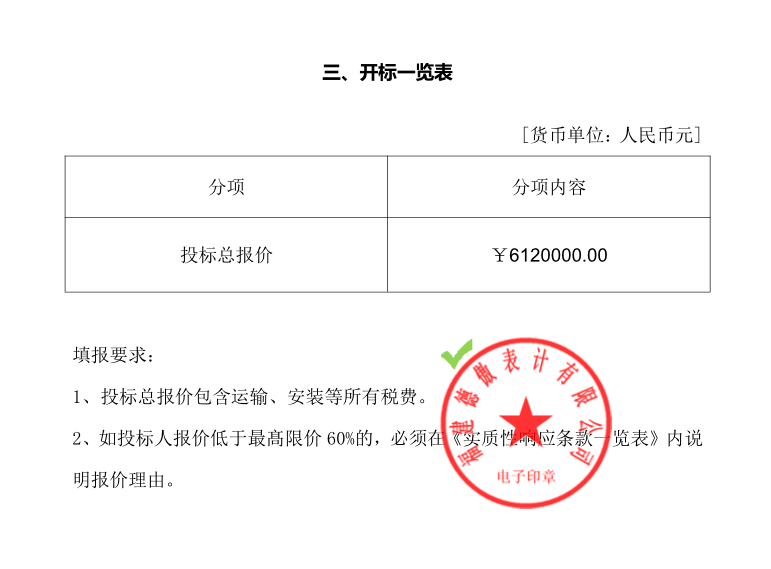 三、开标一览表
[货币单位：人民币元]
分项 分项内容
投标总报价 ￥6120000.00
填报要求：
1、投标总报价包含运输、安装等所有税费。
2、如投标人报价低于最高限价 60%的，必须在《实质性响应条款一览表》内说
明报价理由。
福建德微表计有限公司
电子印章